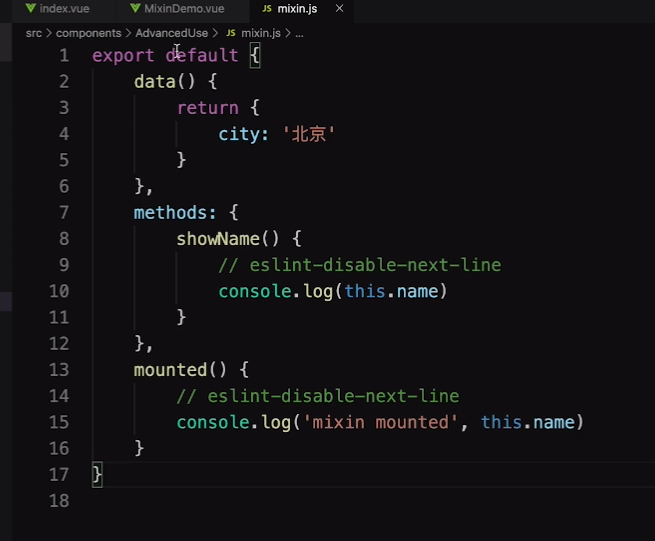 index.vue MixinDemo.vue JS mixin.js ×
src > components > AdvancedUse > JS mixin.js > ...
1 export default {
2 data() {
3 return {
4 city: '北京'
5 }
6 },
7 methods: {
8 showName() {
9 // eslint-disable-next-line
10 console.log(this.name)
11 }
12 },
13 mounted() {
14 // eslint-disable-next-line
15 console.log('mixin mounted', this.name)
16 }
17 }
18